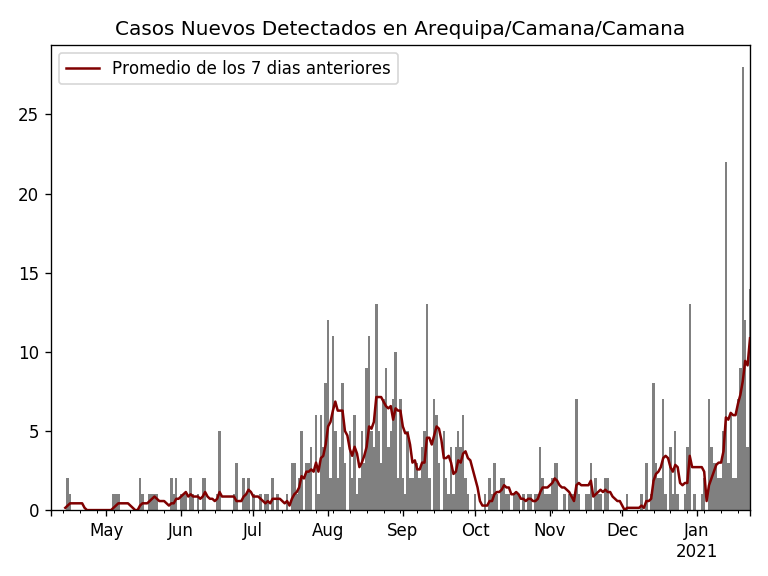 Casos Nuevos Detectados en Arequipa/Camana/Camana
Promedio de los 7 dias anteriores
25
20
15
10
5
0
May Jun Jul Aug Sep Oct Nov Dec Jan
2021